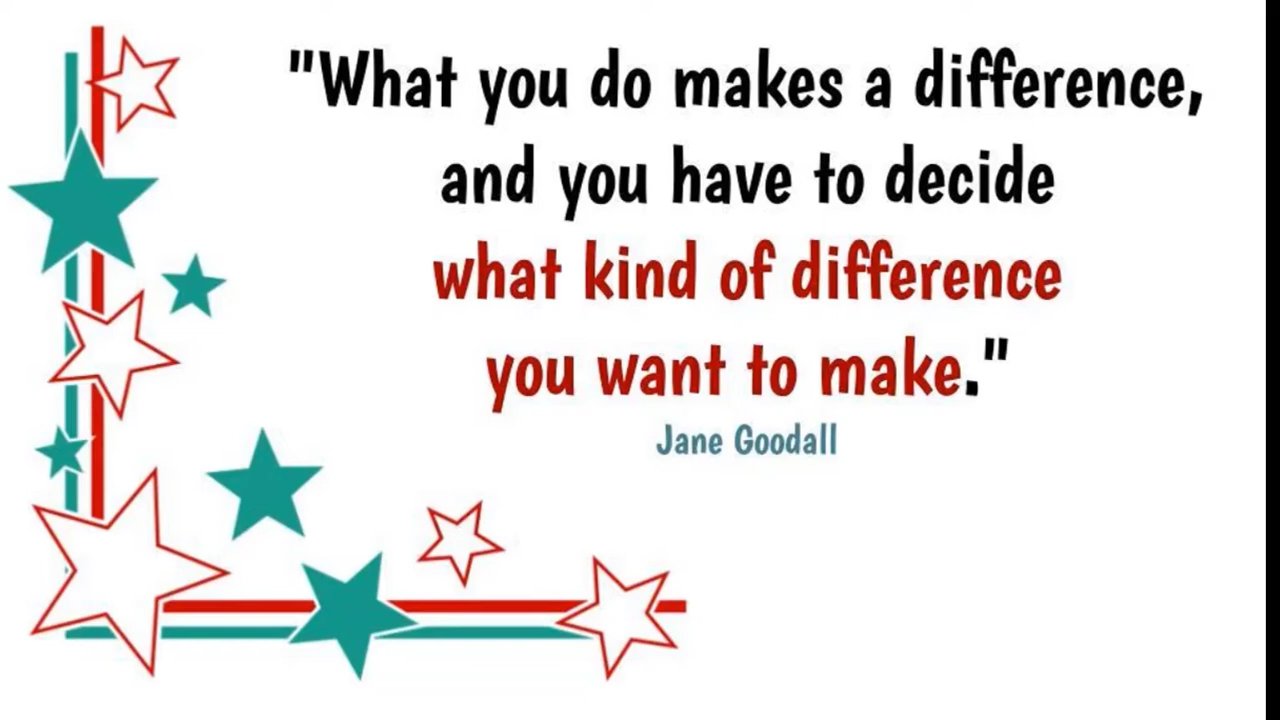 "What you do makes a difference,
and you have to decide
what kind of difference
you want to make."
Jane Goodall